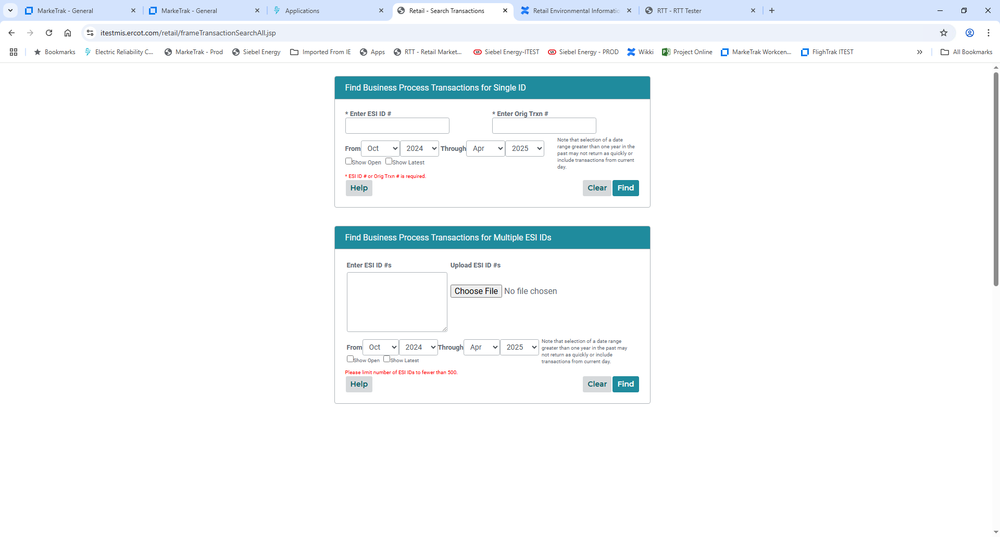 MarkeTrak - General
MarkeTrak - General
Applications
Retail - Search Transactions
Retail Environmental Informatio
RTT - RTT Tester
itestmis.ercot.com/retail/frameTransactionSearchAll.jsp
Bookmarks
Electric Reliability C...
MarkeTrak - Prod
Siebel Energy
Imported From IE
Apps
RTT - Retail Market...
Siebel Energy-ITEST
Siebel Energy - PROD
Wikki
Project Online
MarkeTrak Workcen...
FlighTrak ITEST
All Bookmarks
Find Business Process Transactions for Single ID
* Enter ESI ID #
* Enter Orig Trxn #
From Oct 2024 Through Apr 2025
Note that selection of a date
range greater than one year in the
past may not return as quickly or
include transactions from current
day.
Show Open Show Latest
* ESI ID # or Orig Trxn # is required.
Help
Clear
Find
Find Business Process Transactions for Multiple ESI IDs
Enter ESI ID #s
Upload ESI ID #s
Choose File No file chosen
From Oct 2024 Through Apr 2025
Note that selection of a date range
greater than one year in the past may
not return as quickly or include
transactions from current day.
Show Open Show Latest
Please limit number of ESI IDs to fewer than 500.
Help
Clear
Find